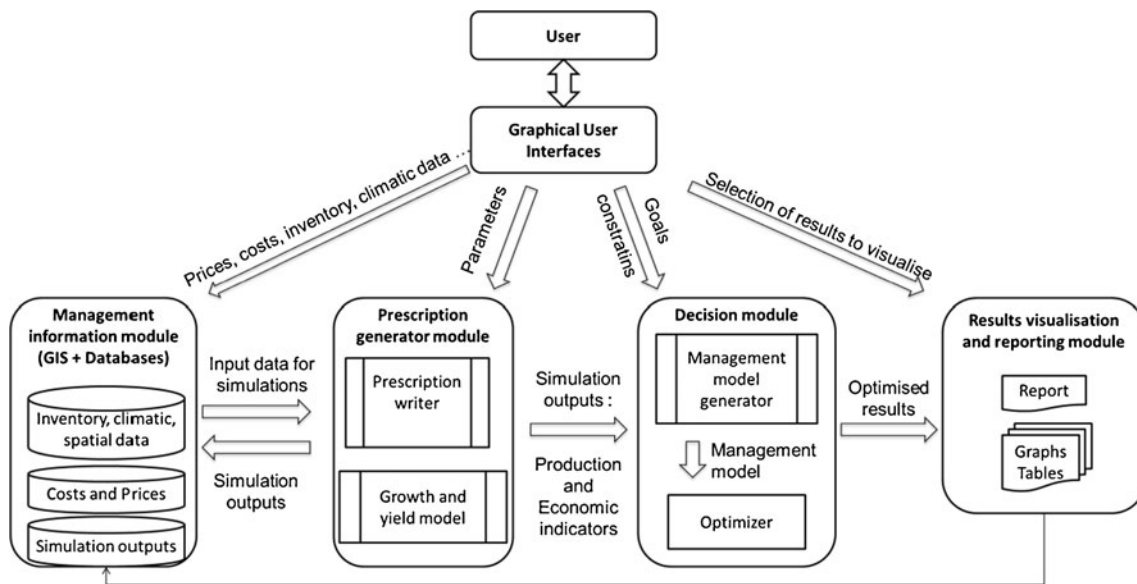 User
Graphical User
Interfaces
Prices, costs, inventory, climatic data ...
Parameters
Goals
constratins
Selection of results to visualise
Management
information module
(GIS + Databases)
Inventory, climatic,
spatial data
Costs and Prices
Simulation outputs
Input data for
simulations
Simulation
outputs
Prescription
generator module
Prescription
writer
Growth and
yield model
Simulation
outputs :
Production
and
Economic
indicators
Decision module
Management
model
generator
Management
model
Optimizer
Optimised
results
Results visualisation
and reporting module
Report
Graphs
Tables